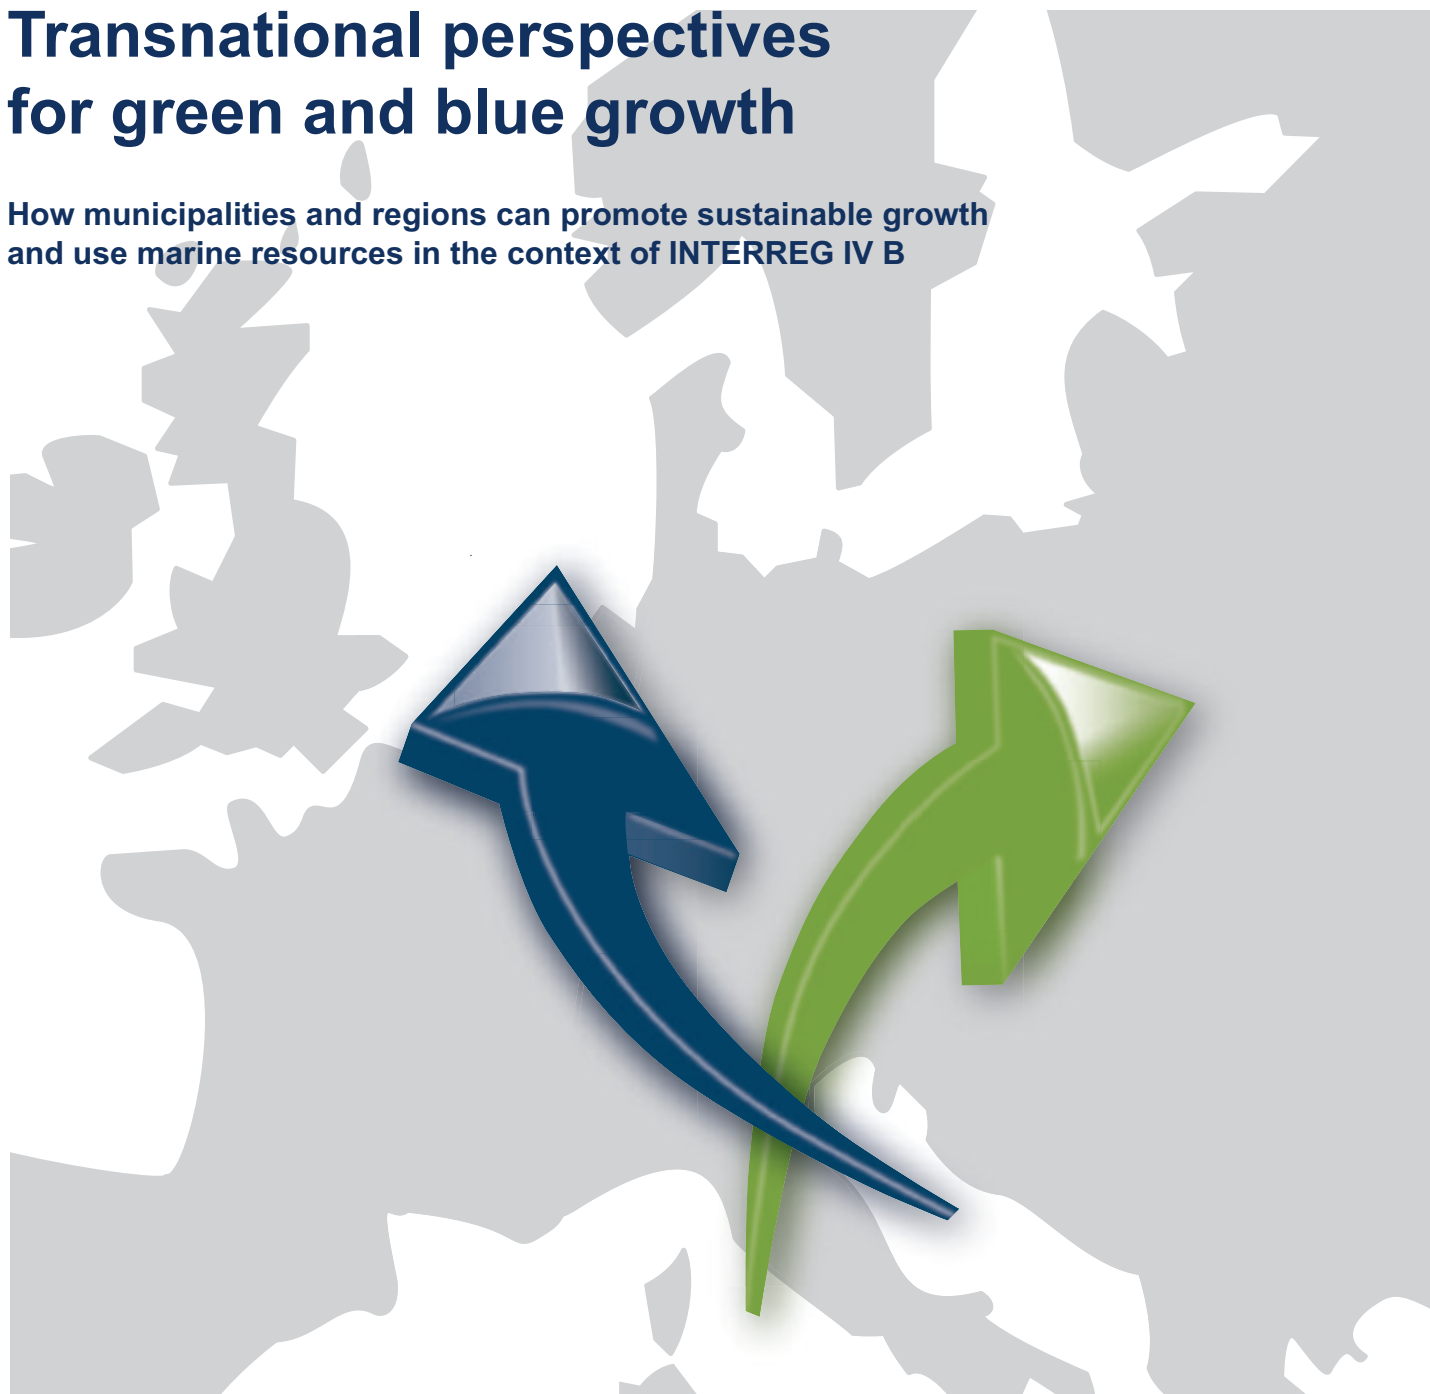 Transnational perspectives
for green and blue growth
How municipalities and regions can promote sustainable growth
and use marine resources in the context of INTERREG IV B